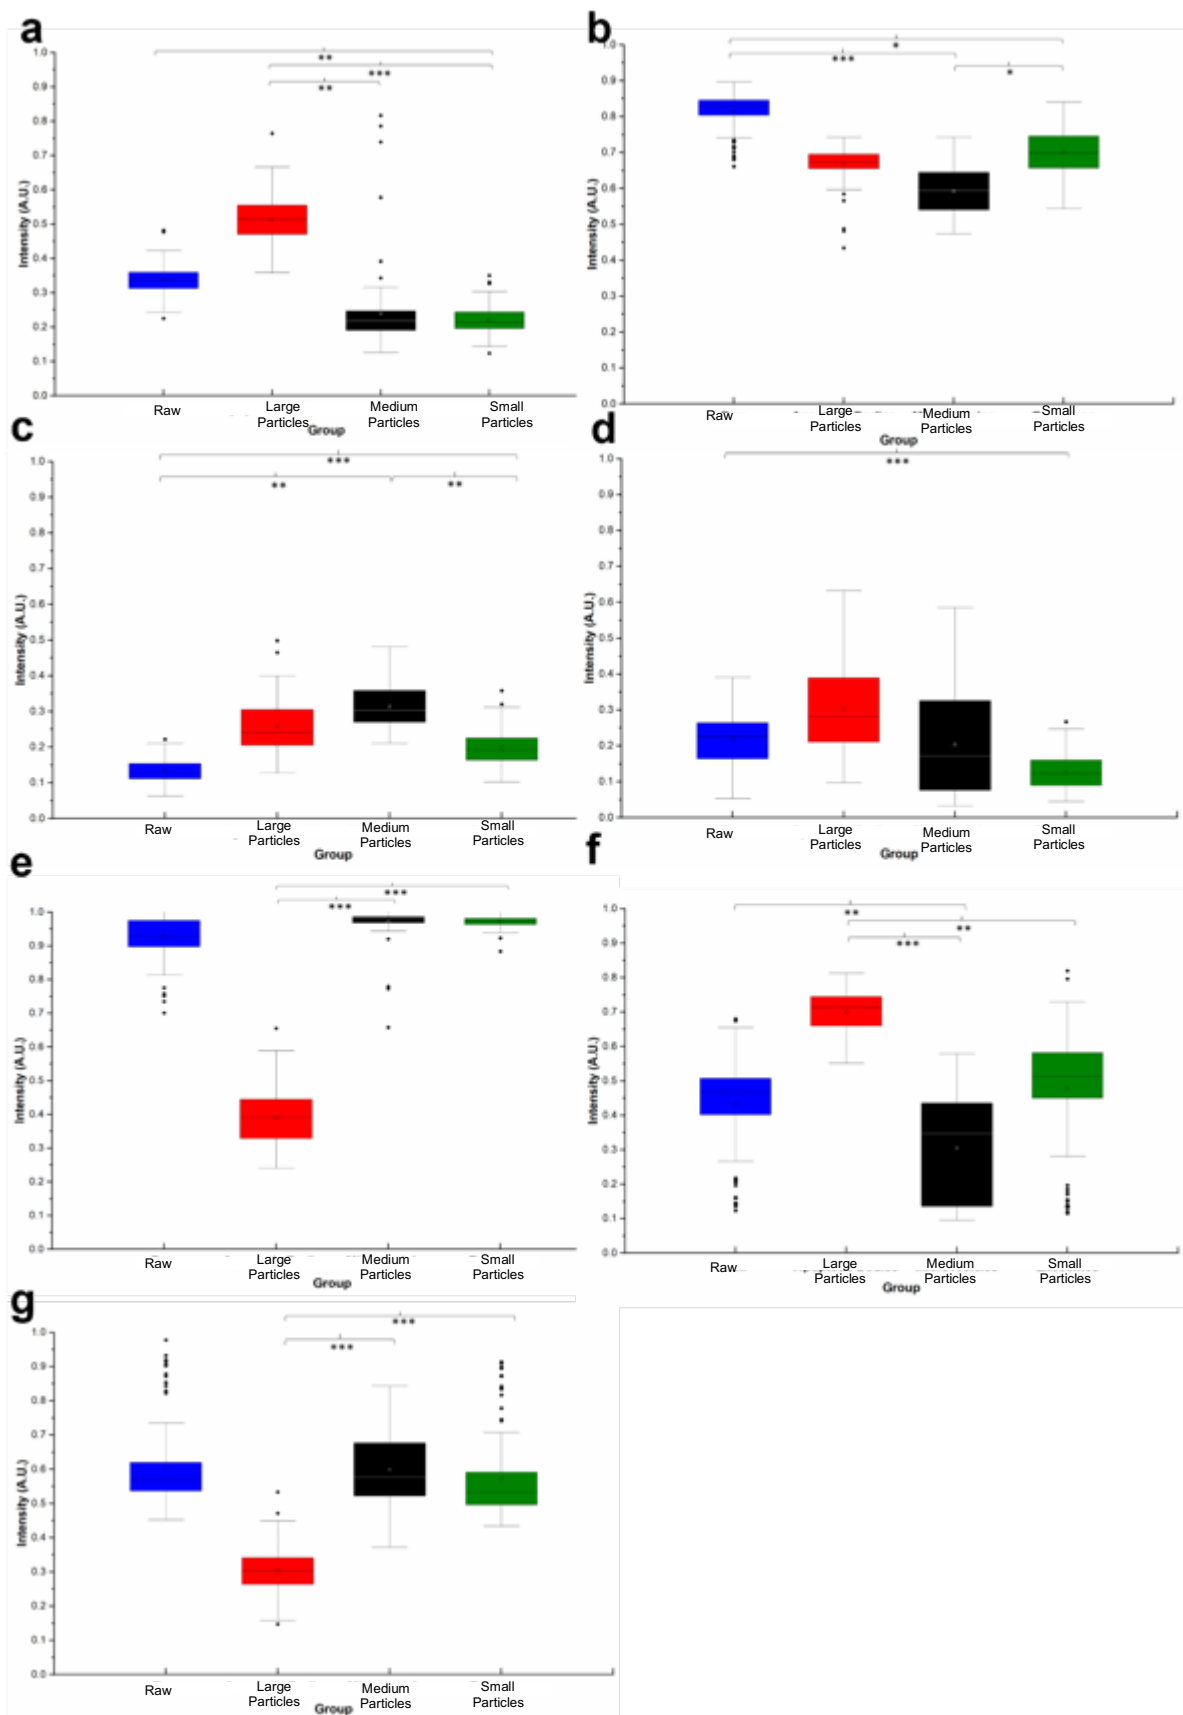 a
**
***
**
Intensity (A.U.)
1.0
0.9
0.8
0.7
0.6
0.5
0.4
0.3
0.2
0.1
0.0
Raw
Large Particles
Medium Particles
Small Particles
Group
b
*
***
*
Intensity (A.U.)
1.0
0.9
0.8
0.7
0.6
0.5
0.4
0.3
0.2
0.1
0.0
Raw
Large Particles
Medium Particles
Small Particles
Group
c
***
**
**
Intensity (A.U.)
1.0
0.9
0.8
0.7
0.6
0.5
0.4
0.3
0.2
0.1
0.0
Raw
Large Particles
Medium Particles
Small Particles
Group
d
***
Intensity (A.U.)
1.0
0.9
0.8
0.7
0.6
0.5
0.4
0.3
0.2
0.1
0.0
Raw
Large Particles
Medium Particles
Small Particles
Group
e
***
***
Intensity (A.U.)
1.0
0.9
0.8
0.7
0.6
0.5
0.4
0.3
0.2
0.1
0.0
Raw
Large Particles
Medium Particles
Small Particles
Group
f
**
**
***
Intensity (A.U.)
1.0
0.9
0.8
0.7
0.6
0.5
0.4
0.3
0.2
0.1
0.0
Raw
Large Particles
Medium Particles
Small Particles
Group
g
***
***
Intensity (A.U.)
1.0
0.9
0.8
0.7
0.6
0.5
0.4
0.3
0.2
0.1
0.0
Raw
Large Particles
Medium Particles
Small Particles
Group